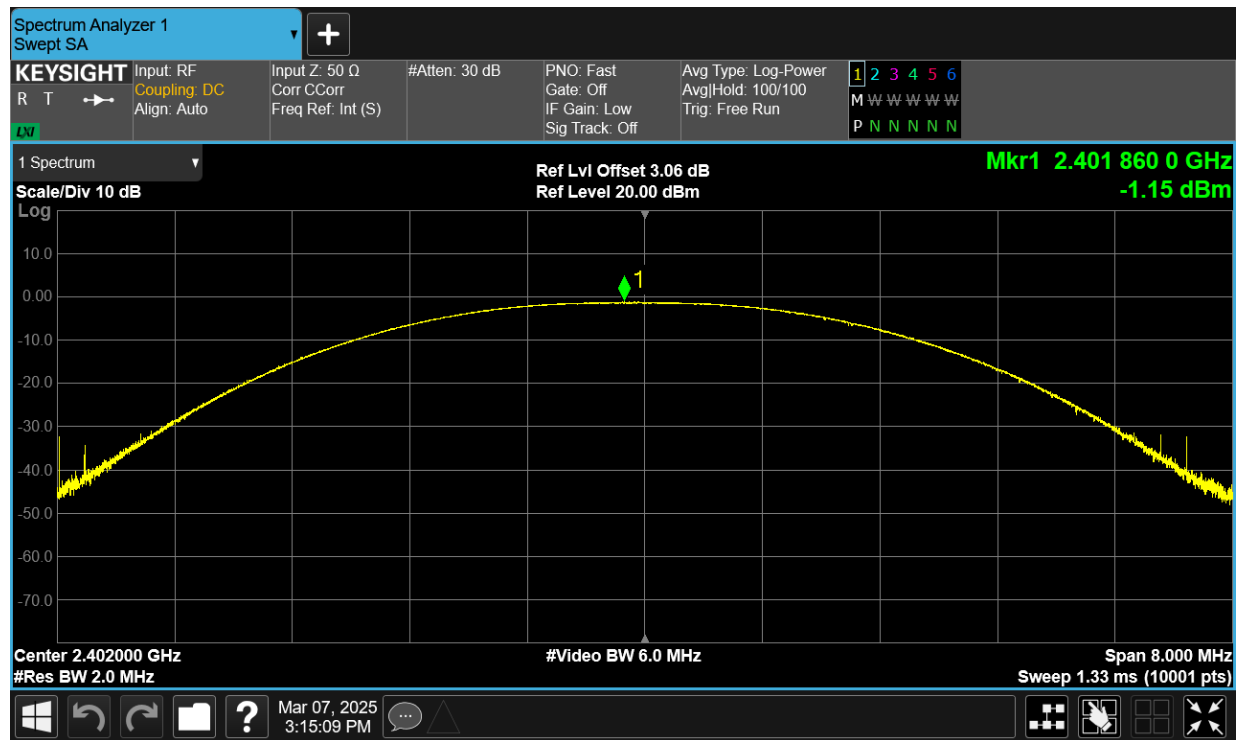 Spectrum Analyzer 1
Swept SA
KEYSIGHT
R T
LXI
Input: RF
Coupling: DC
Align: Auto
Input Z: 50 Ω
Corr CCorr
Freq Ref: Int (S)
#Atten: 30 dB
PNO: Fast
Gate: Off
IF Gain: Low
Sig Track: Off
Avg Type: Log-Power
Avg|Hold: 100/100
Trig: Free Run
1 2 3 4 5 6
M W W W W W
P N N N N N
1 Spectrum
Scale/Div 10 dB
Log
Ref Lvl Offset 3.06 dB
Ref Level 20.00 dBm
Mkr1 2.401 860 0 GHz
-1.15 dBm
10.0
0.00
-10.0
-20.0
-30.0
-40.0
-50.0
-60.0
-70.0
1
Center 2.402000 GHz
#Res BW 2.0 MHz
#Video BW 6.0 MHz
Span 8.000 MHz
Sweep 1.33 ms (10001 pts)
?
Mar 07, 2025
3:15:09 PM